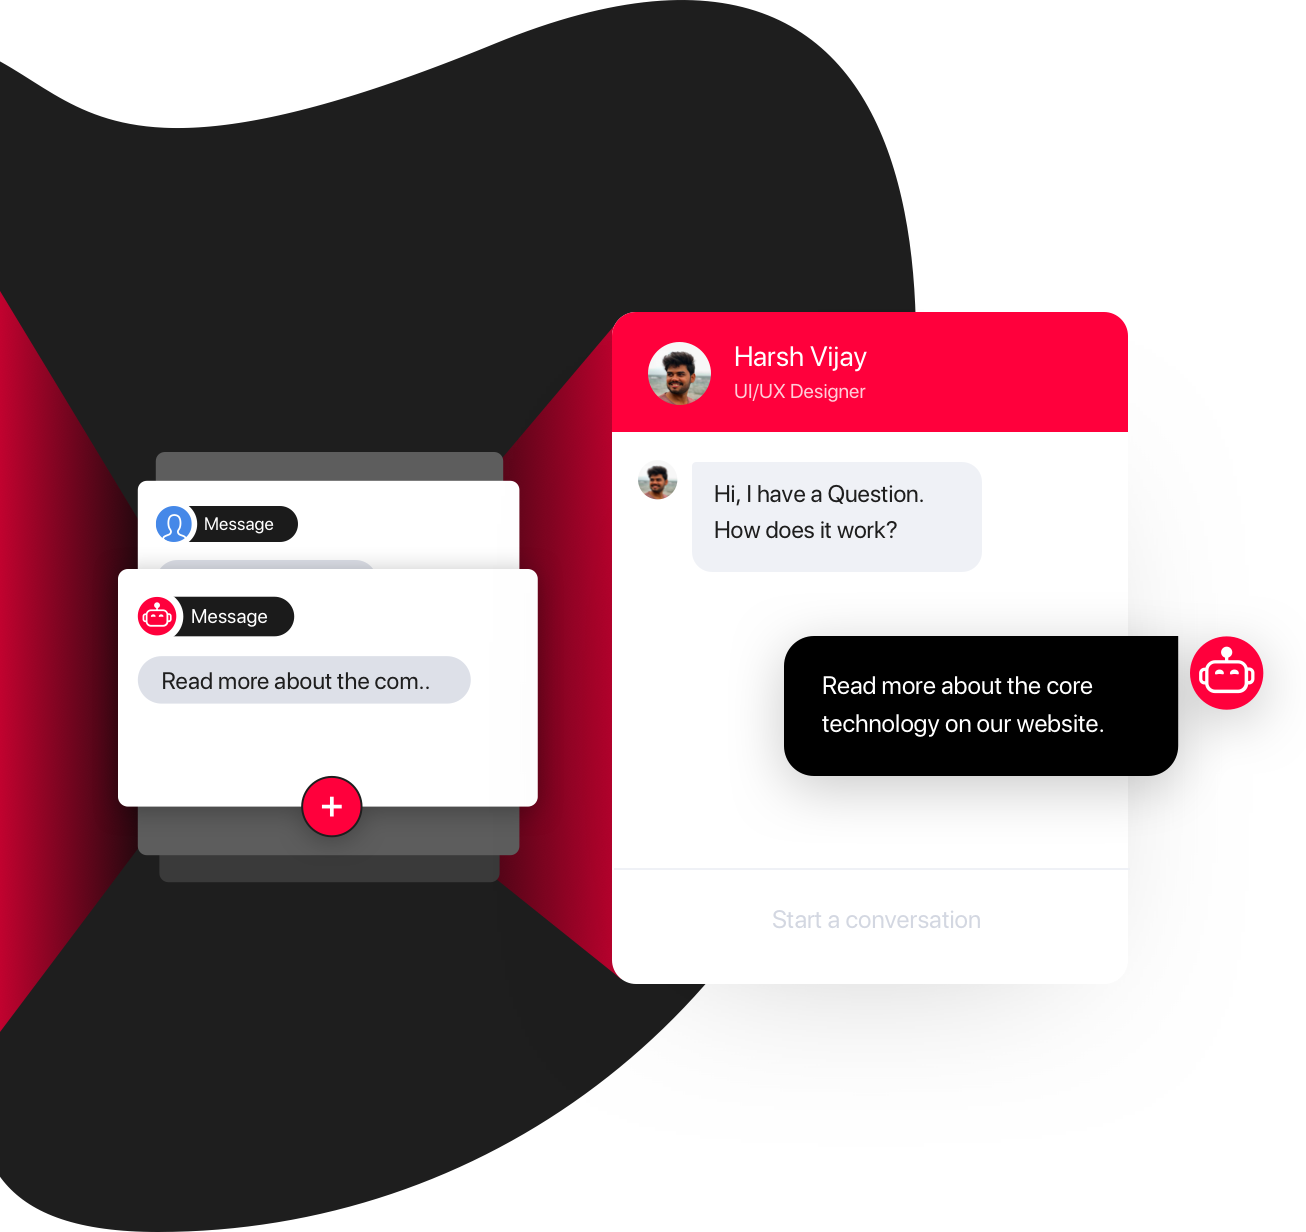 Harsh Vijay
UI/UX Designer
Hi, I have a Question.
How does it work?
Message
Message
Read more about the com..
Read more about the core
technology on our website.
Start a conversation